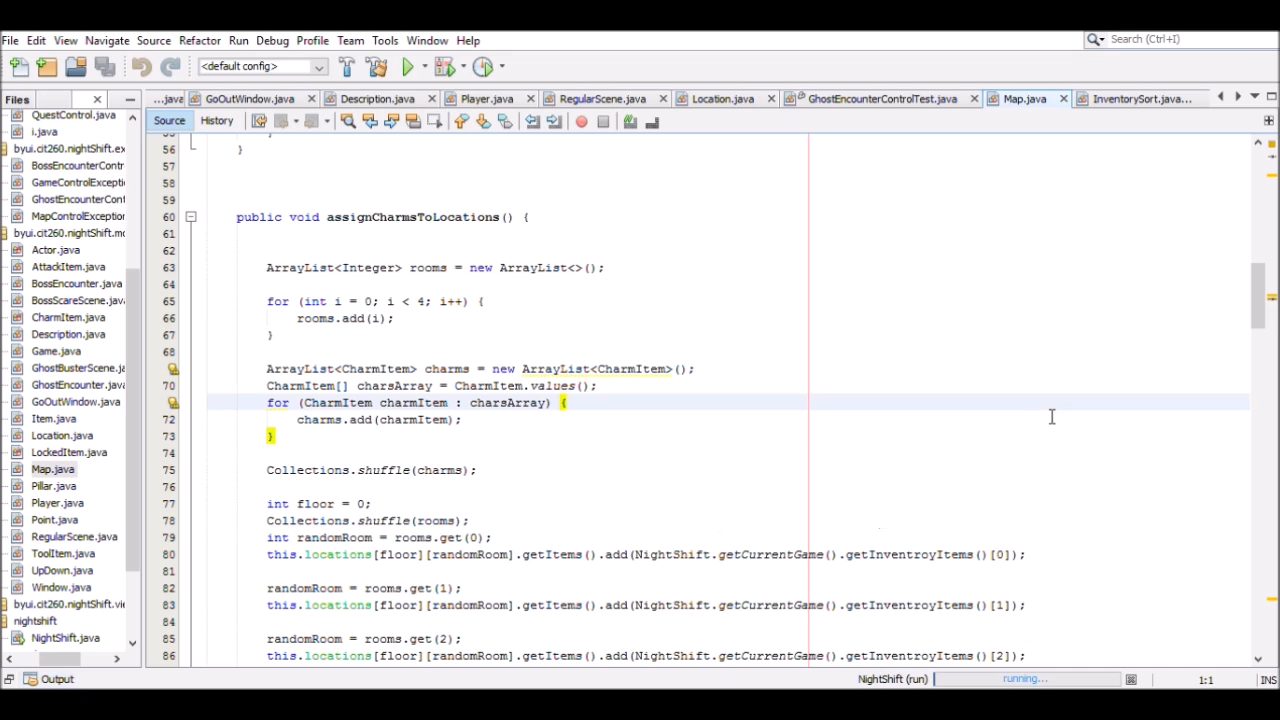 File Edit View Navigate Source Refactor Run Debug Profile Team Tools Window Help
Search (Ctrl+I)
<default config>
Files
...java GoOutWindow.java Description.java Player.java RegularScene.java Location.java GhostEncounterControlTest.java Map.java InventorySort.java...
Source History
QuestControl.java
i.java
byui.cit260.nightShift.ex
BossEncounterContr
GameControlExcepti
GhostEncounterCont
MapControlException
byui.cit260.nightShift.mo
Actor.java
AttackItem.java
BossEncounter.java
BossScareScene.java
CharmItem.java
Description.java
Game.java
GhostBusterScene.ja
GhostEncounter.java
GoOutWindow.java
Item.java
Location.java
LockedItem.java
Map.java
Pillar.java
Player.java
Point.java
RegularScene.java
ToolItem.java
UpDown.java
Window.java
byui.cit260.nightShift.vie
nightshift
NightShift.java
55 }
56 }
57
58
59
60 public void assignCharmsToLocations() {
61
62
63 ArrayList<Integer> rooms = new ArrayList<>();
64
65 for (int i = 0; i < 4; i++) {
66 rooms.add(i);
67 }
68
ArrayList<CharmItem> charms = new ArrayList<CharmItem>();
70 CharmItem[] charsArray = CharmItem.values();
for (CharmItem charmItem : charsArray) {
72 charms.add(charmItem);
73 }
74
75 Collections.shuffle(charms);
76
77 int floor = 0;
78 Collections.shuffle(rooms);
79 int randomRoom = rooms.get(0);
80 this.locations[floor][randomRoom].getItems().add(NightShift.getCurrentGame().getInventroyItems()[0]);
81
82 randomRoom = rooms.get(1);
83 this.locations[floor][randomRoom].getItems().add(NightShift.getCurrentGame().getInventroyItems()[1]);
84
85 randomRoom = rooms.get(2);
86 this.locations[floor][randomRoom].getItems().add(NightShift.getCurrentGame().getInventroyItems()[2]);
Output NightShift (run) running... 1:1 INS